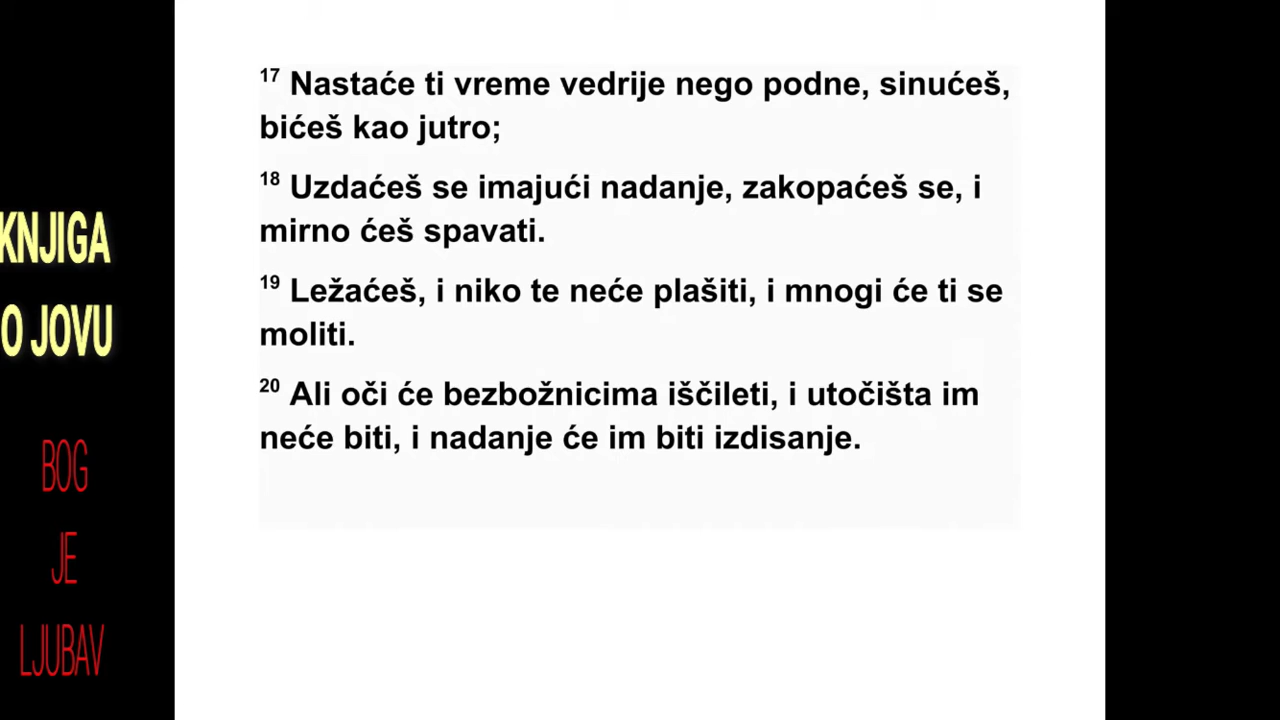 KNJIGA
O JOVU
BOG
JE
LJUBAV
17 Nastaće ti vreme vedrije nego podne, sinućeš,
bićeš kao jutro;
18 Uzdaćeš se imajući nadanje, zakopaćeš se, i
mirno ćeš spavati.
19 Ležaćeš, i niko te neće plašiti, i mnogi će ti se
moliti.
20 Ali oči će bezbožnicima iščileti, i utočišta im
neće biti, i nadanje će im biti izdisanje.